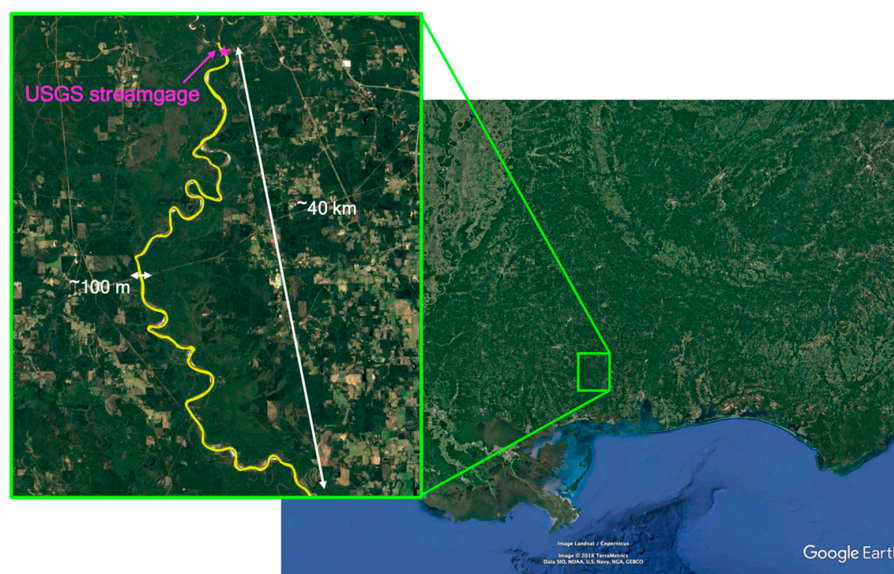 USGS streamgage
~40 km
~100 m
Image Landsat / Copernicus
Image © 2018 TerraMetrics
Data SIO, NOAA, U.S. Navy, NGA, GEBCO
Google Earth